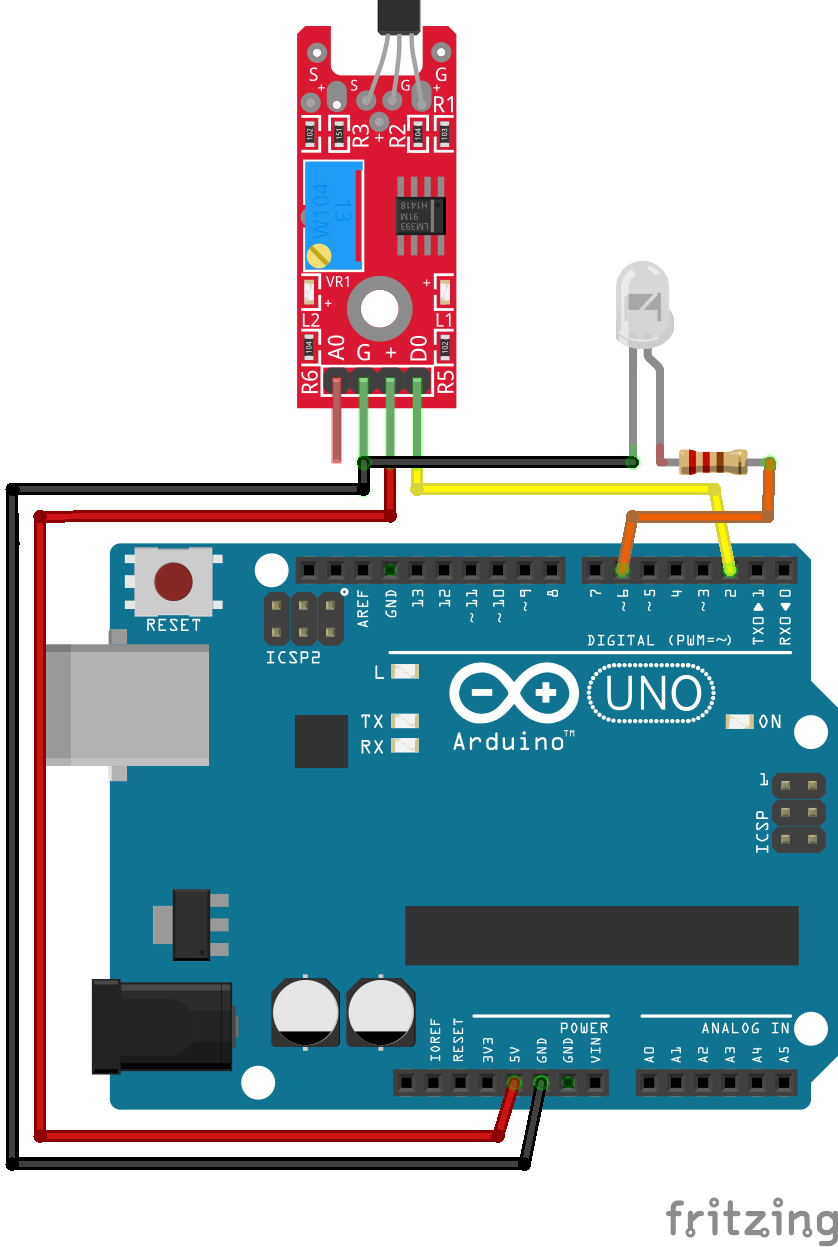 S
G
S
G
+
+
R1
102
151
R3
+
R2
104
103
W104
13
LM393
91M
H1418
VR1
+
+
L2
L1
104
102
R6
A0
G
+
D0
R5
RESET
ICSP2
AREF
GND
13
12
~11
~10
~9
8
7
~6
~5
4
~3
2
TX0▶1
RX0◀0
DIGITAL (PWM=~)
L
TX
RX
Arduino™
UNO
ON
1
ICSP
IOREF
RESET
3V3
5V
GND
GND
VIN
POWER
ANALOG IN
A0
A1
A2
A3
A4
A5
fritzing